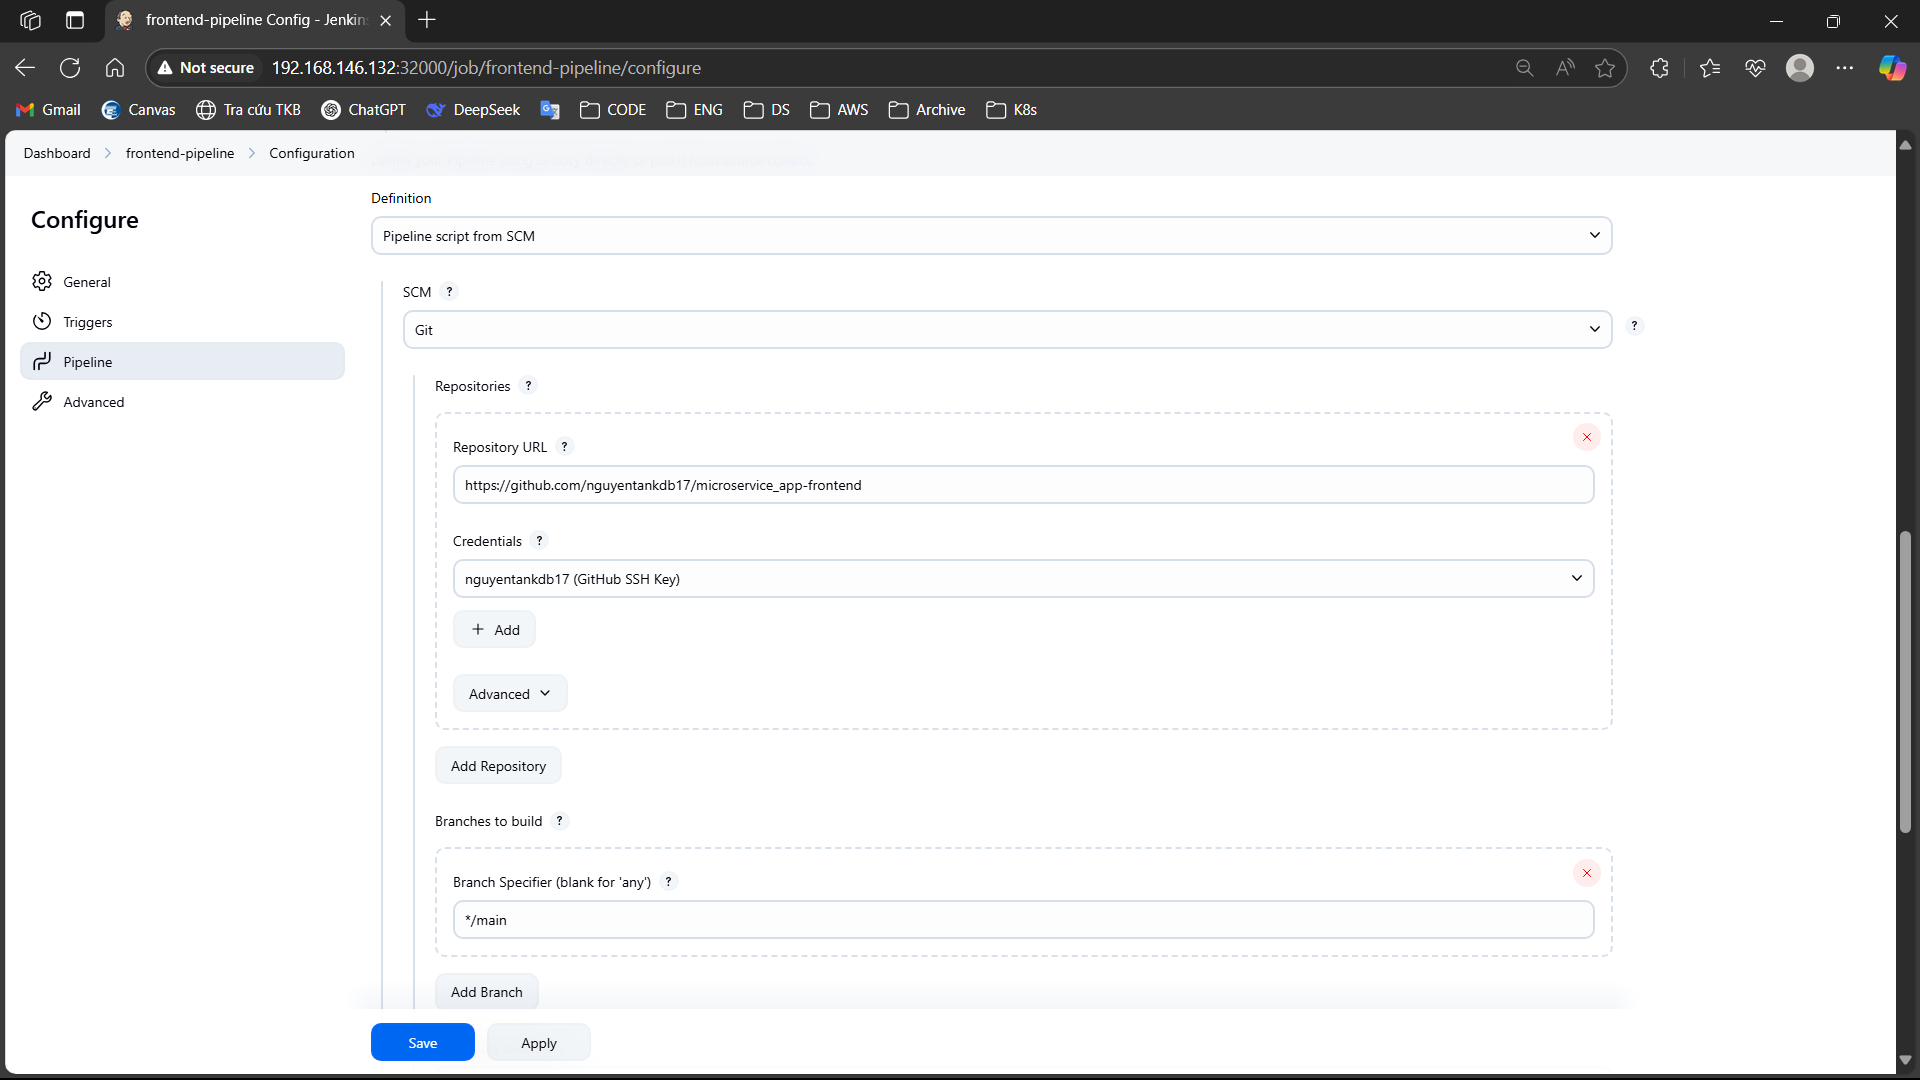 frontend-pipeline Config - Jenkin
Not secure
192.168.146.132:32000/job/frontend-pipeline/configure
Gmail
Canvas
Tra cứu TKB
ChatGPT
DeepSeek
CODE
ENG
DS
AWS
Archive
K8s
Dashboard
frontend-pipeline
Configuration
Configure
General
Triggers
Pipeline
Advanced
Definition
Pipeline script from SCM
SCM ?
Git
?
Repositories ?
Repository URL ?
https://github.com/nguyentankdb17/microservice_app-frontend
Credentials ?
nguyentankdb17 (GitHub SSH Key)
+ Add
Advanced
Add Repository
Branches to build ?
Branch Specifier (blank for 'any') ?
*/main
Add Branch
Save
Apply